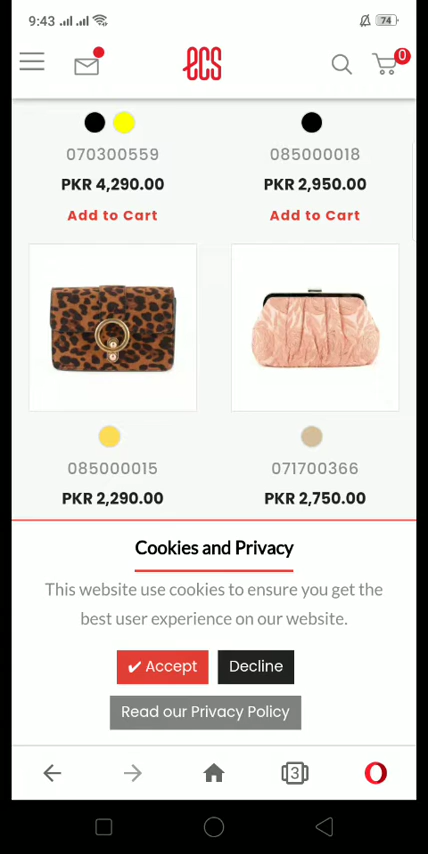 9:43
74
ecs
0
070300559
085000018
PKR 4,290.00
PKR 2,950.00
Add to Cart
Add to Cart
085000015
071700366
PKR 2,290.00
PKR 2,750.00
Cookies and Privacy
This website use cookies to ensure you get the
best user experience on our website.
✔ Accept
Decline
Read our Privacy Policy
3